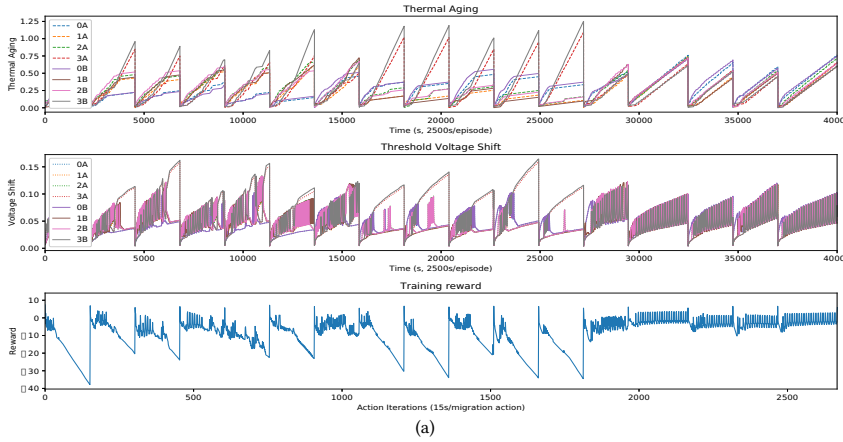 Thermal Aging
1.25
1.00
0.75
0.50
0.25
0.00
Thermal Aging
0A
1A
2A
3A
0B
1B
2B
3B
0
5000
10000
15000
20000
25000
30000
35000
40000
Time (s, 2500s/episode)
Threshold Voltage Shift
0.15
0.10
0.05
0.00
Voltage Shift
0A
1A
2A
3A
0B
1B
2B
3B
0
5000
10000
15000
20000
25000
30000
35000
4000
Time (s, 2500s/episode)
Training reward
10
0
▯10
▯20
▯30
▯40
Reward
0
500
1000
1500
2000
2500
Action Iterations (15s/migration action)
(a)